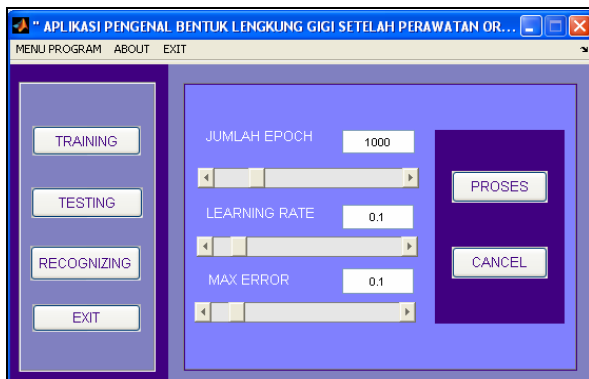 " APLIKASI PENGENAL BENTUK LENGKUNG GIGI SETELAH PERAWATAN OR...
MENU PROGRAM ABOUT EXIT
TRAINING
TESTING
RECOGNIZING
EXIT
JUMLAH EPOCH 1000
LEARNING RATE 0.1
MAX ERROR 0.1
PROSES
CANCEL